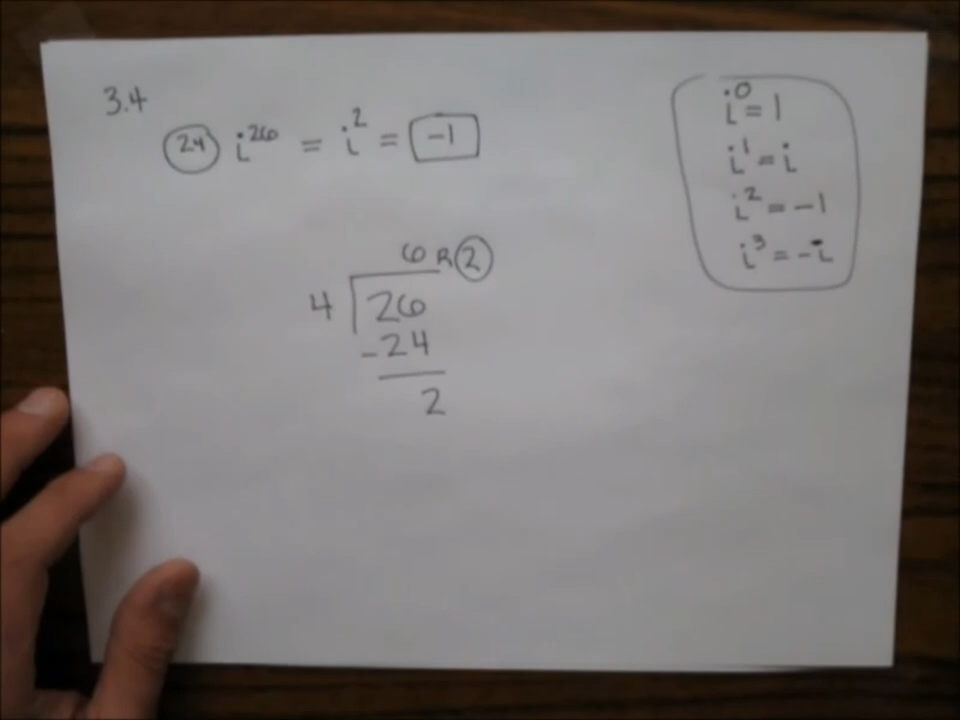 3.4
24 i^26 = i^2 = -1
6 R 2
4 26
-24
2
i^0 = 1
i^1 = i
i^2 = -1
i^3 = -i